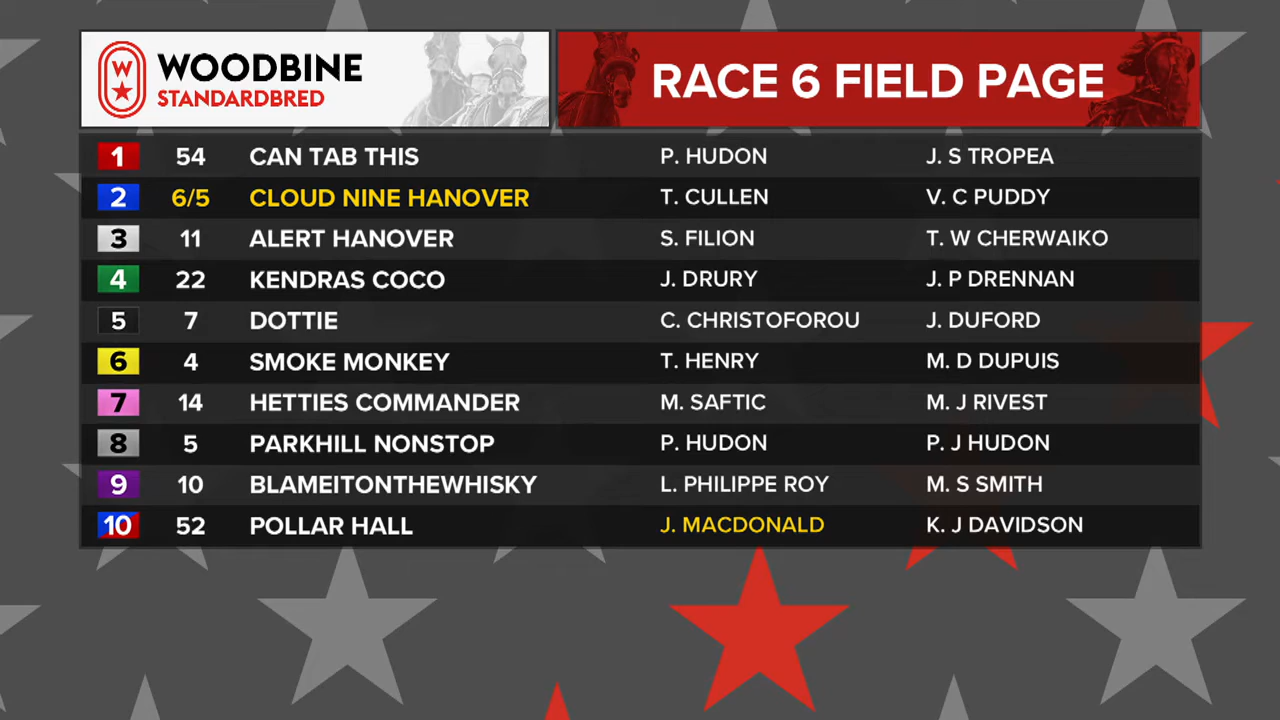 W
WOODBINE
STANDARDBRED
RACE 6 FIELD PAGE
1 54 CAN TAB THIS P. HUDON J. S TROPEA
2 6/5 CLOUD NINE HANOVER T. CULLEN V. C PUDDY
3 11 ALERT HANOVER S. FILION T. W CHERWAIKO
4 22 KENDRAS COCO J. DRURY J. P DRENNAN
5 7 DOTTIE C. CHRISTOFOROU J. DUFORD
6 4 SMOKE MONKEY T. HENRY M. D DUPUIS
7 14 HETTIES COMMANDER M. SAFTIC M. J RIVEST
8 5 PARKHILL NONSTOP P. HUDON P. J HUDON
9 10 BLAMEITONTHEWHISKY L. PHILIPPE ROY M. S SMITH
10 52 POLLAR HALL J. MACDONALD K. J DAVIDSON